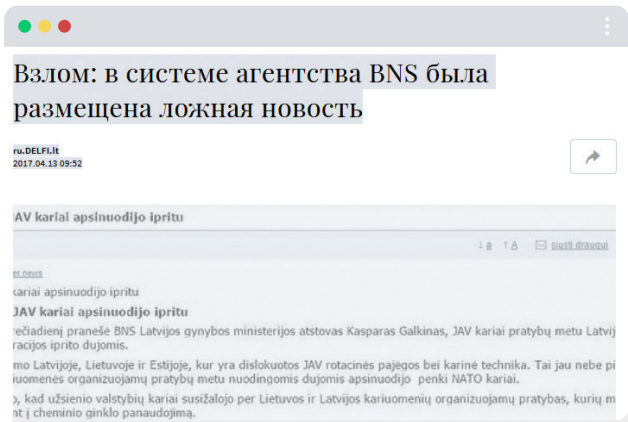 Взлом: в системе агентства BNS была
размещена ложная новость
ru.DELFI.lt
2017.04.13 09:52
JAV kariai apsinuodijo ipritu
↓ a ↑ A siusti draugui
er news
kariai apsinuodijo ipritu
JAV kariai apsinuodijo ipritu
rečiadienį pranešė BNS Latvijos gynybos ministerijos atstovas Kasparas Galkinas, JAV kariai pratybų metu Latvij
racijos iprito dujomis.
mo Latvijoje, Lietuvoje ir Estijoje, kur yra dislokuotos JAV rotacinės pajėgos bei karinė technika. Tai jau nebe pi
iuomenės organizuojamų pratybų metu nuodingomis dujomis apsinuodijo penki NATO kariai.
o, kad užsienio valstybių kariai susižalojo per Lietuvos ir Latvijos kariuomenių organizuojamų pratybas, kurių m
nt į cheminio ginklo panaudojimą.